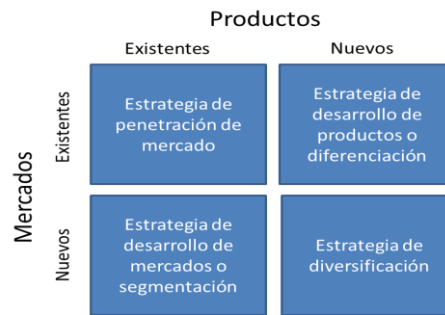 Productos
Existentes
Nuevos
Mercados
Existentes
Estrategia de
penetración de
mercado
Estrategia de
desarrollo de
productos o
diferenciación
Nuevos
Estrategia de
desarrollo de
mercados o
segmentación
Estrategia de
diversificación